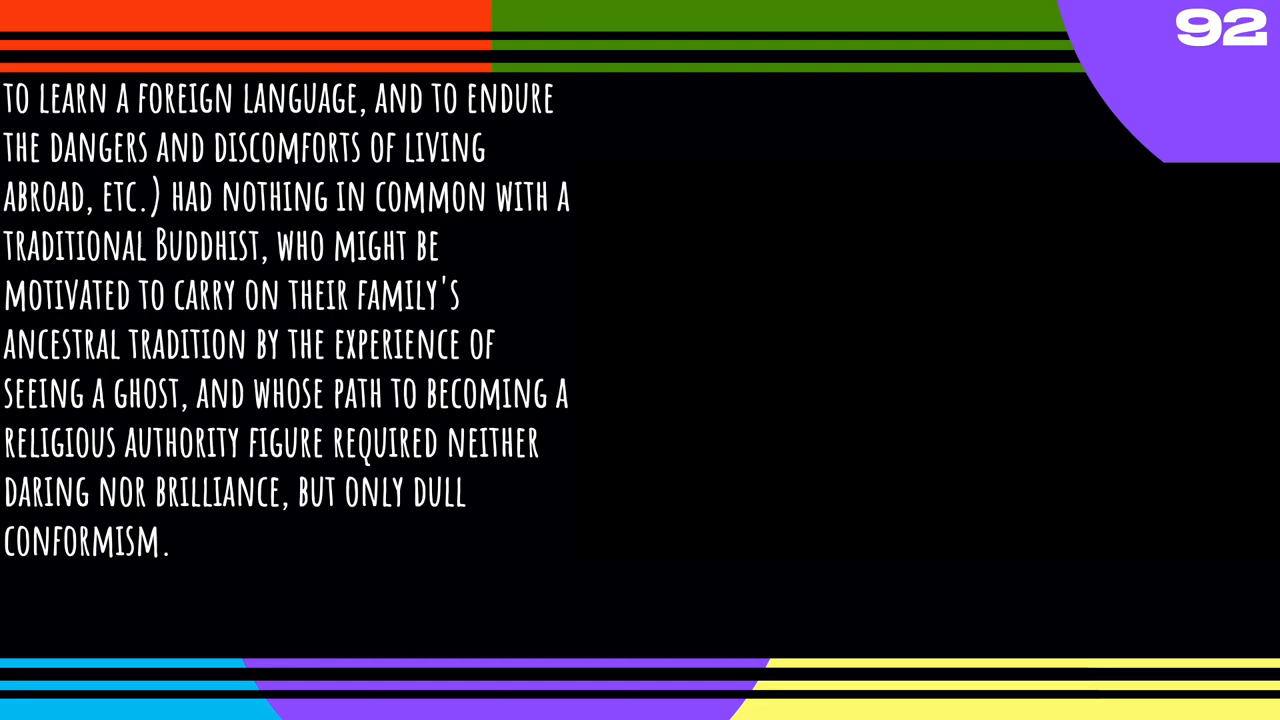 92
to learn a foreign language, and to endure
the dangers and discomforts of living
abroad, etc.) had nothing in common with a
traditional Buddhist, who might be
motivated to carry on their family's
ancestral tradition by the experience of
seeing a ghost, and whose path to becoming a
religious authority figure required neither
daring nor brilliance, but only dull
conformism.